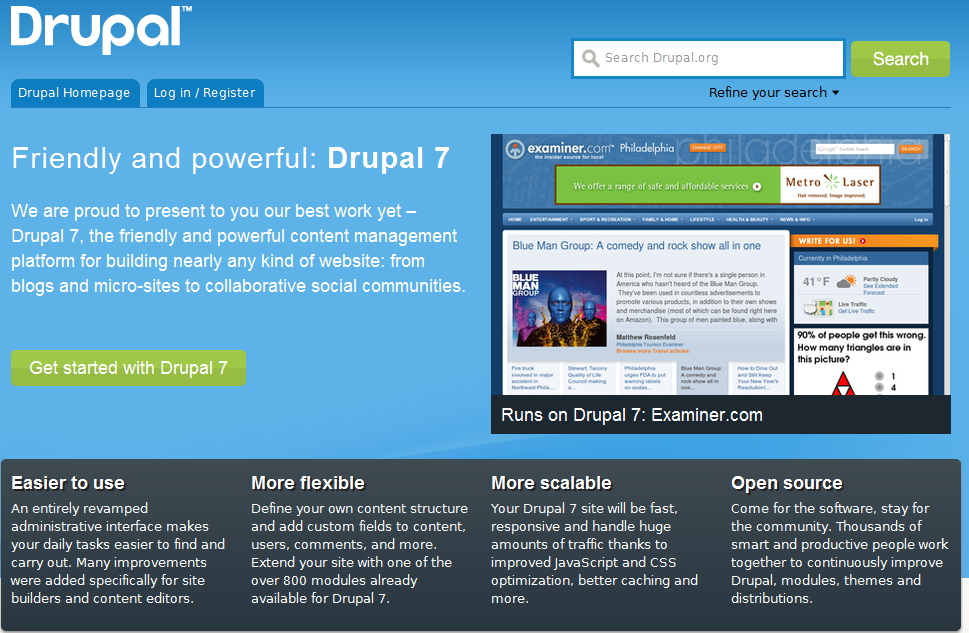 Drupal™
Search Drupal.org
Search
Drupal Homepage
Log in / Register
Refine your search
Friendly and powerful: Drupal 7
We are proud to present to you our best work yet –
Drupal 7, the friendly and powerful content management
platform for building nearly any kind of website: from
blogs and micro-sites to collaborative social communities.
Get started with Drupal 7
examiner.com™ Philadelphia
CHANGE CITY
philadelphia
the insider source for local
Google™ Custom Search
SEARCH
We offer a range of safe and affordable services
Metro Laser
Hair removed. Image improved.
HOME ENTERTAINMENT SPORT & RECREATION FAMILY & HOME LIFESTYLE HEALTH & BEAUTY NEWS & INFO Log in
Blue Man Group: A comedy and rock show all in one
BLUE
MAN
GROUP
At this point, I'm not sure if there's a single person in
America who hasn't heard of the Blue Man Group.
They've been used in countless advertisements to
promote various products, in addition to their own shows
and merchandise (most of which can be found right here
on Amazon). This group of men painted blue, along with
Matthew Rosenfeld
Philadelphia Tourism Examiner
Browse more Travel articles
Fire truck
involved in major
accident in
Northeast Phila...
Stewart, Tacony
Quality of Life
Council making
a...
Philadelphia
urges FDA to put
warning labels
on sodas...
Blue Man Group:
A comedy and
rock show all in
one...
How to Dine Out
and Still Keep
Your New Year's
Resolution!...
WRITE FOR US!
Currently in Philadelphia
41°F
Partly Cloudy
See Extended
Forecast
Live Traffic
Get Live Traffic
90% of people get this wrong.
How many triangles are in
this picture?
1
4
Runs on Drupal 7: Examiner.com
Easier to use
An entirely revamped
administrative interface makes
your daily tasks easier to find and
carry out. Many improvements
were added specifically for site
builders and content editors.
More flexible
Define your own content structure
and add custom fields to content,
users, comments, and more.
Extend your site with one of the
over 800 modules already
available for Drupal 7.
More scalable
Your Drupal 7 site will be fast,
responsive and handle huge
amounts of traffic thanks to
improved JavaScript and CSS
optimization, better caching and
more.
Open source
Come for the software, stay for
the community. Thousands of
smart and productive people work
together to continuously improve
Drupal, modules, themes and
distributions.